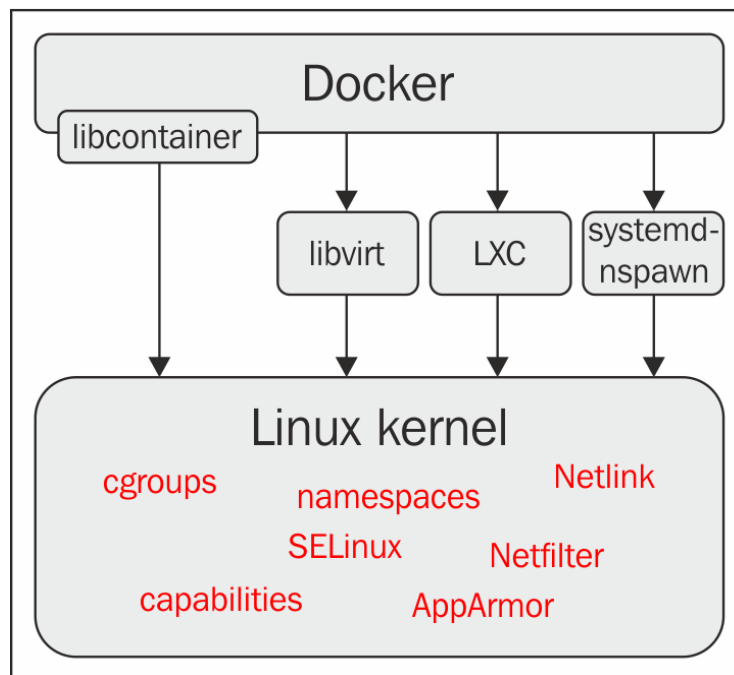 Docker
libcontainer
libvirt
LXC
systemd-
nspawn
Linux kernel
cgroups
namespaces
Netlink
SELinux
Netfilter
capabilities
AppArmor